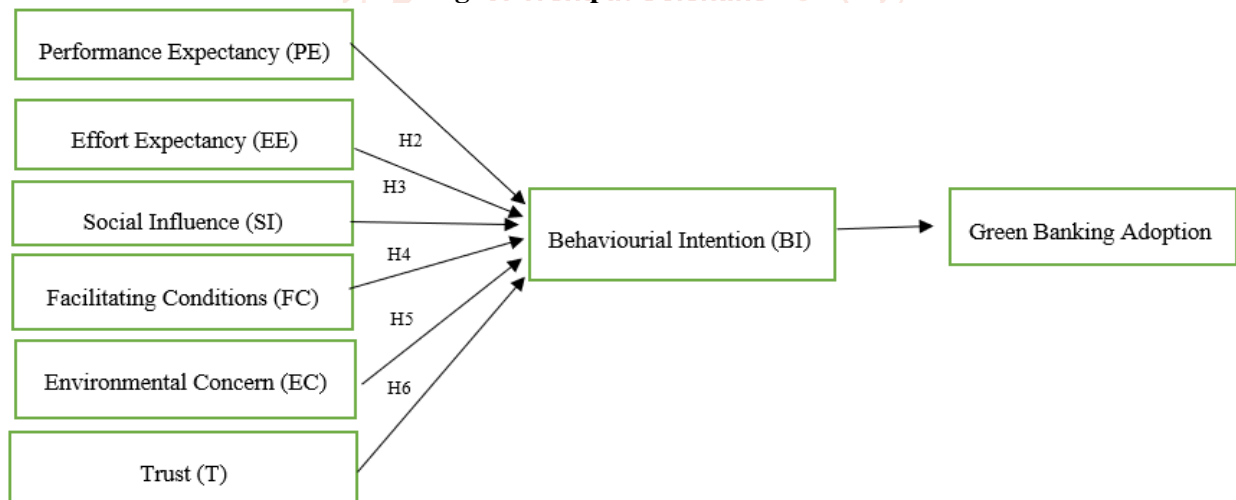 Performance Expectancy (PE)
Effort Expectancy (EE)
H2
H3
Social Influence (SI)
Behaviourial Intention (BI)
Green Banking Adoption
H4
Facilitating Conditions (FC)
H5
Environmental Concern (EC)
H6
Trust (T)